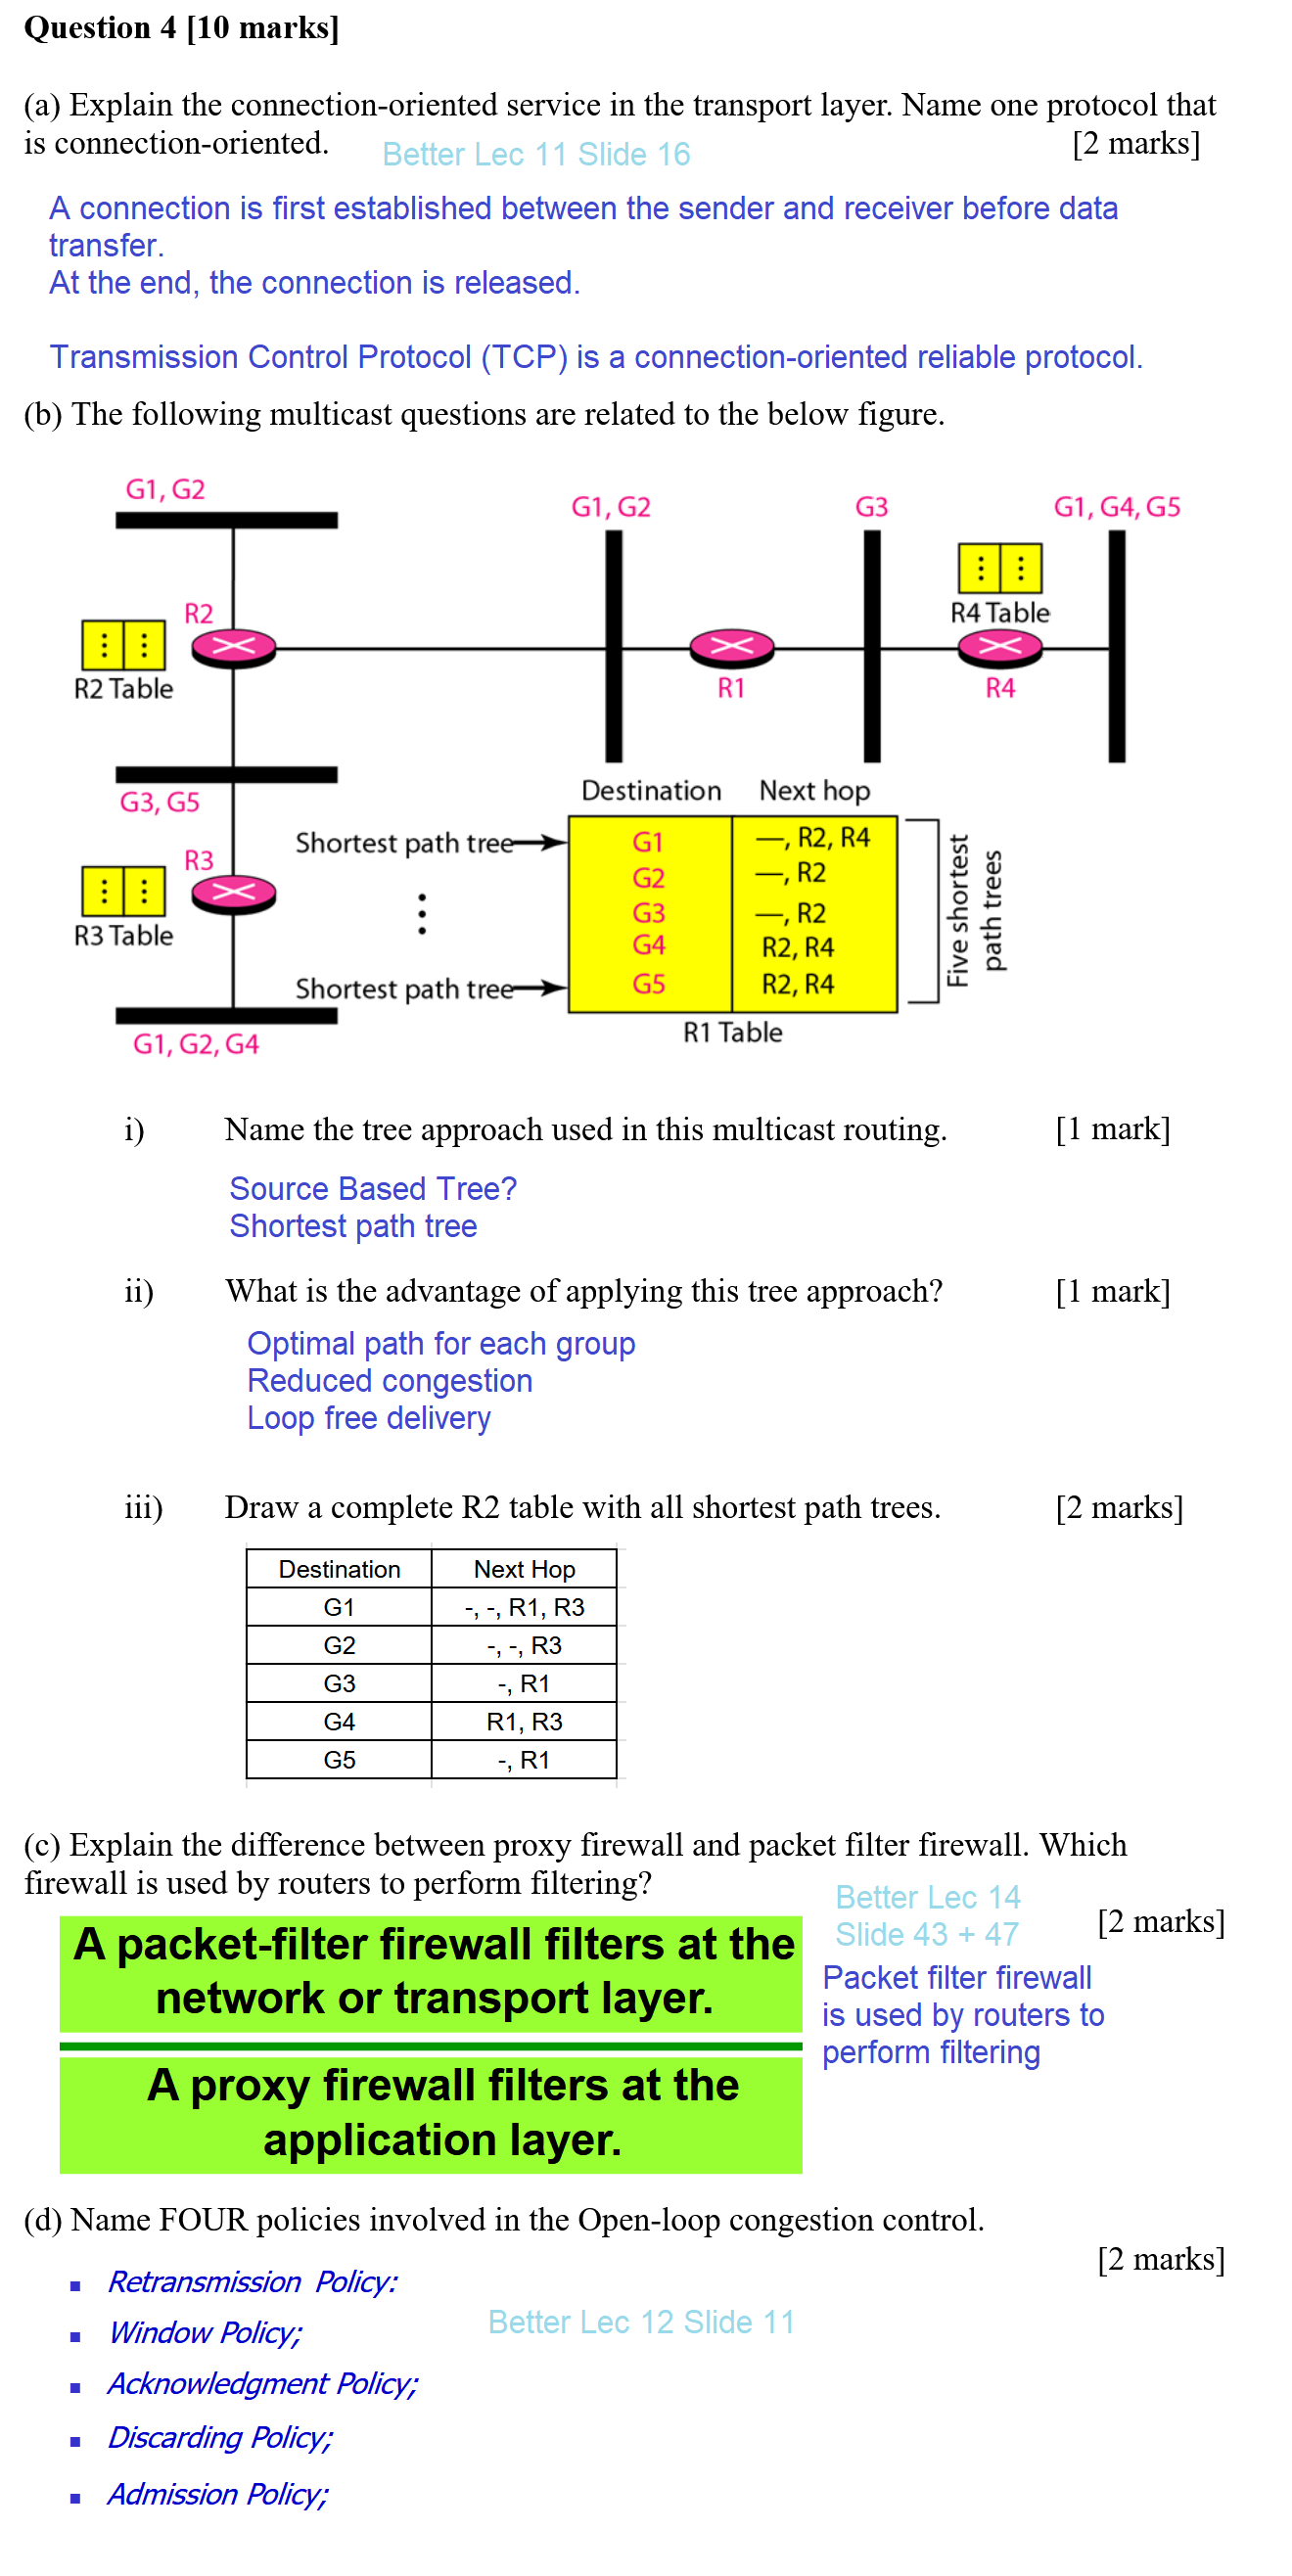 Question 4 [10 marks]
(a) Explain the connection-oriented service in the transport layer. Name one protocol that
is connection-oriented.
[2 marks]
Better Lec 11 Slide 16
A connection is first established between the sender and receiver before data
transfer.
At the end, the connection is released.
Transmission Control Protocol (TCP) is a connection-oriented reliable protocol.
(b) The following multicast questions are related to the below figure.
G1, G2
G1, G2
G3
G1, G4, G5
R2
R4 Table
R2 Table
R1
R4
G3, G5
Destination Next hop
Shortest path tree
G1 —, R2, R4
G2 —, R2
G3 —, R2
G4 R2, R4
G5 R2, R4
Five shortest
path trees
R3
R3 Table
Shortest path tree
R1 Table
G1, G2, G4
i) Name the tree approach used in this multicast routing. [1 mark]
Source Based Tree?
Shortest path tree
ii) What is the advantage of applying this tree approach? [1 mark]
Optimal path for each group
Reduced congestion
Loop free delivery
iii) Draw a complete R2 table with all shortest path trees. [2 marks]
Destination Next Hop
G1 -, -, R1, R3
G2 -, -, R3
G3 -, R1
G4 R1, R3
G5 -, R1
(c) Explain the difference between proxy firewall and packet filter firewall. Which
firewall is used by routers to perform filtering?
[2 marks]
Better Lec 14
Slide 43 + 47
A packet-filter firewall filters at the
network or transport layer.
A proxy firewall filters at the
application layer.
Packet filter firewall
is used by routers to
perform filtering
(d) Name FOUR policies involved in the Open-loop congestion control.
[2 marks]
▪ Retransmission Policy:
▪ Window Policy;
Better Lec 12 Slide 11
▪ Acknowledgment Policy;
▪ Discarding Policy;
▪ Admission Policy;